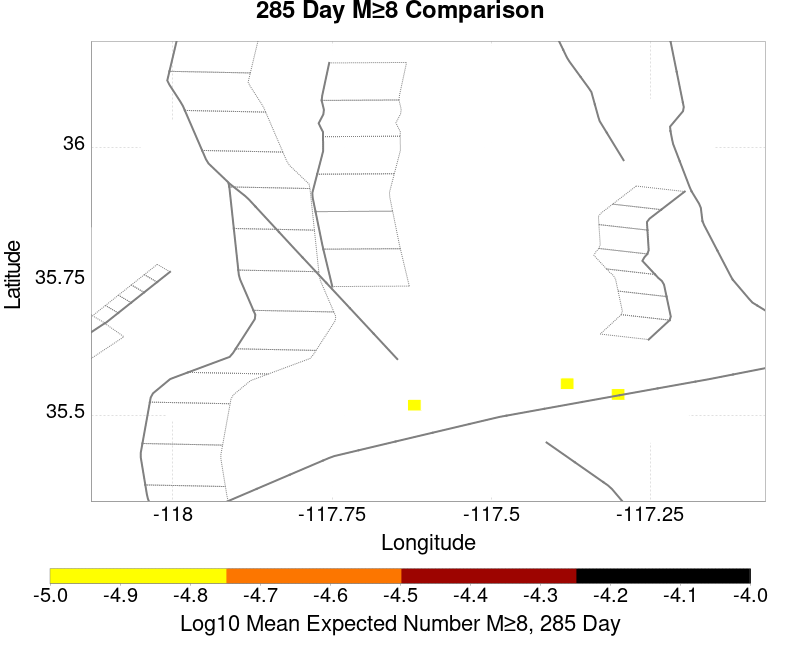 285 Day M≥8 Comparison
36
35.75
35.5
Latitude
-118 -117.75 -117.5 -117.25
Longitude
-5.0 -4.9 -4.8 -4.7 -4.6 -4.5 -4.4 -4.3 -4.2 -4.1 -4.0
Log10 Mean Expected Number M≥8, 285 Day